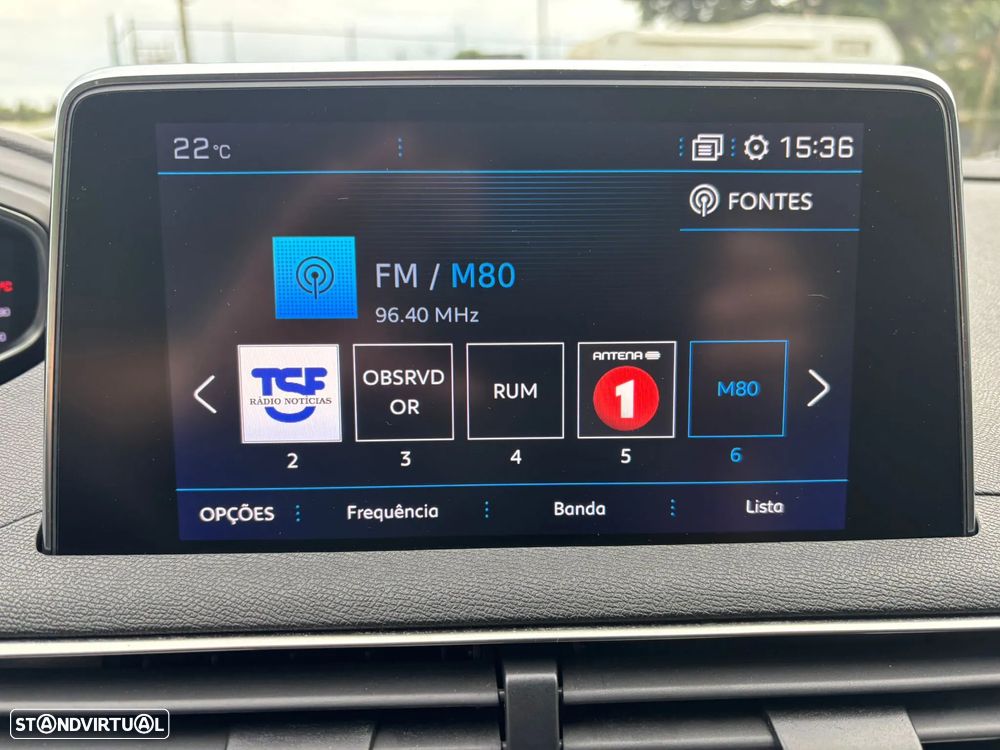 22°C
15:36
FONTES
FM / M80
96.40 MHz
TSF
RÁDIO NOTÍCIAS
OBSRVD
OR
RUM
ANTENA
1
M80
2
3
4
5
6
OPÇÕES
Frequência
Banda
Lista
STANDVIRTUAL